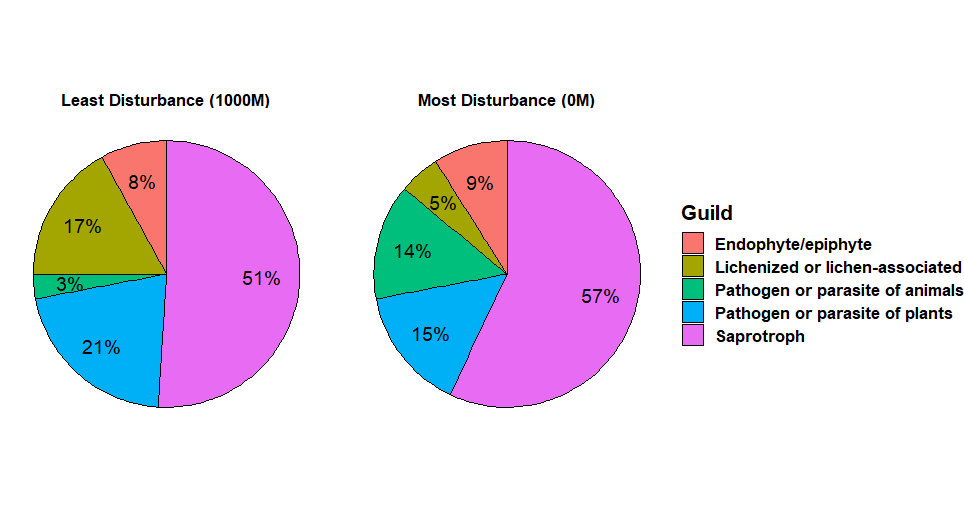 Least Disturbance (1000M)
8%
17%
3%
21%
51%
Most Disturbance (0M)
9%
5%
14%
15%
57%
Guild
Endophyte/epiphyte
Lichenized or lichen-associated
Pathogen or parasite of animals
Pathogen or parasite of plants
Saprotroph